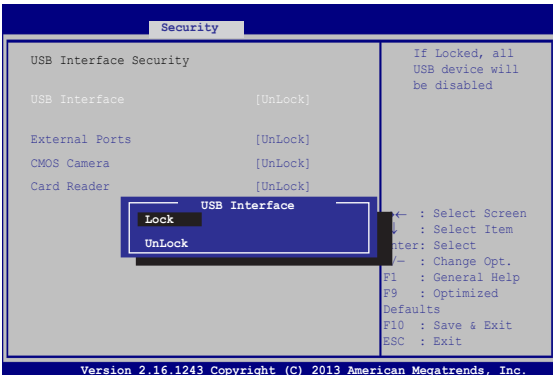 Security
USB Interface Security
USB Interface [UnLock]
External Ports [UnLock]
CMOS Camera [UnLock]
Card Reader [UnLock]
USB Interface
Lock
UnLock
If Locked, all
USB device will
be disabled
← : Select Screen
↓ : Select Item
nter: Select
/— : Change Opt.
F1 : General Help
F9 : Optimized
Defaults
F10 : Save & Exit
ESC : Exit
Version 2.16.1243 Copyright (C) 2013 American Megatrends, Inc.